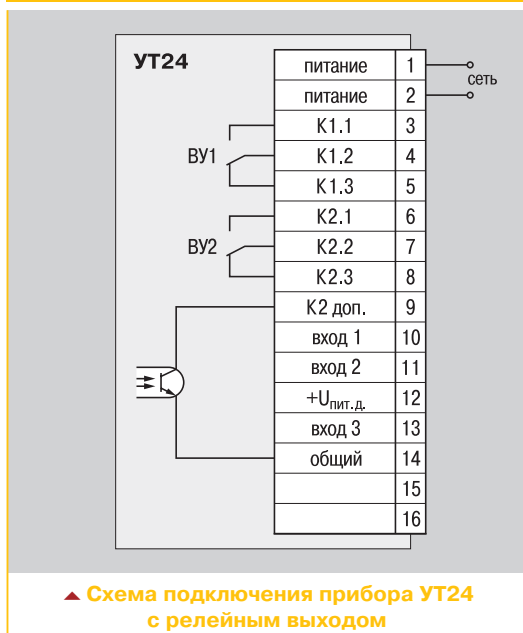 УТ24
питание 1
сеть
питание 2
К1.1 3
ВУ1 К1.2 4
К1.3 5
К2.1 6
ВУ2 К2.2 7
К2.3 8
К2 доп. 9
вход 1 10
вход 2 11
+Uпит.д. 12
вход 3 13
общий 14
15
16
Схема подключения прибора УТ24
с релейным выходом